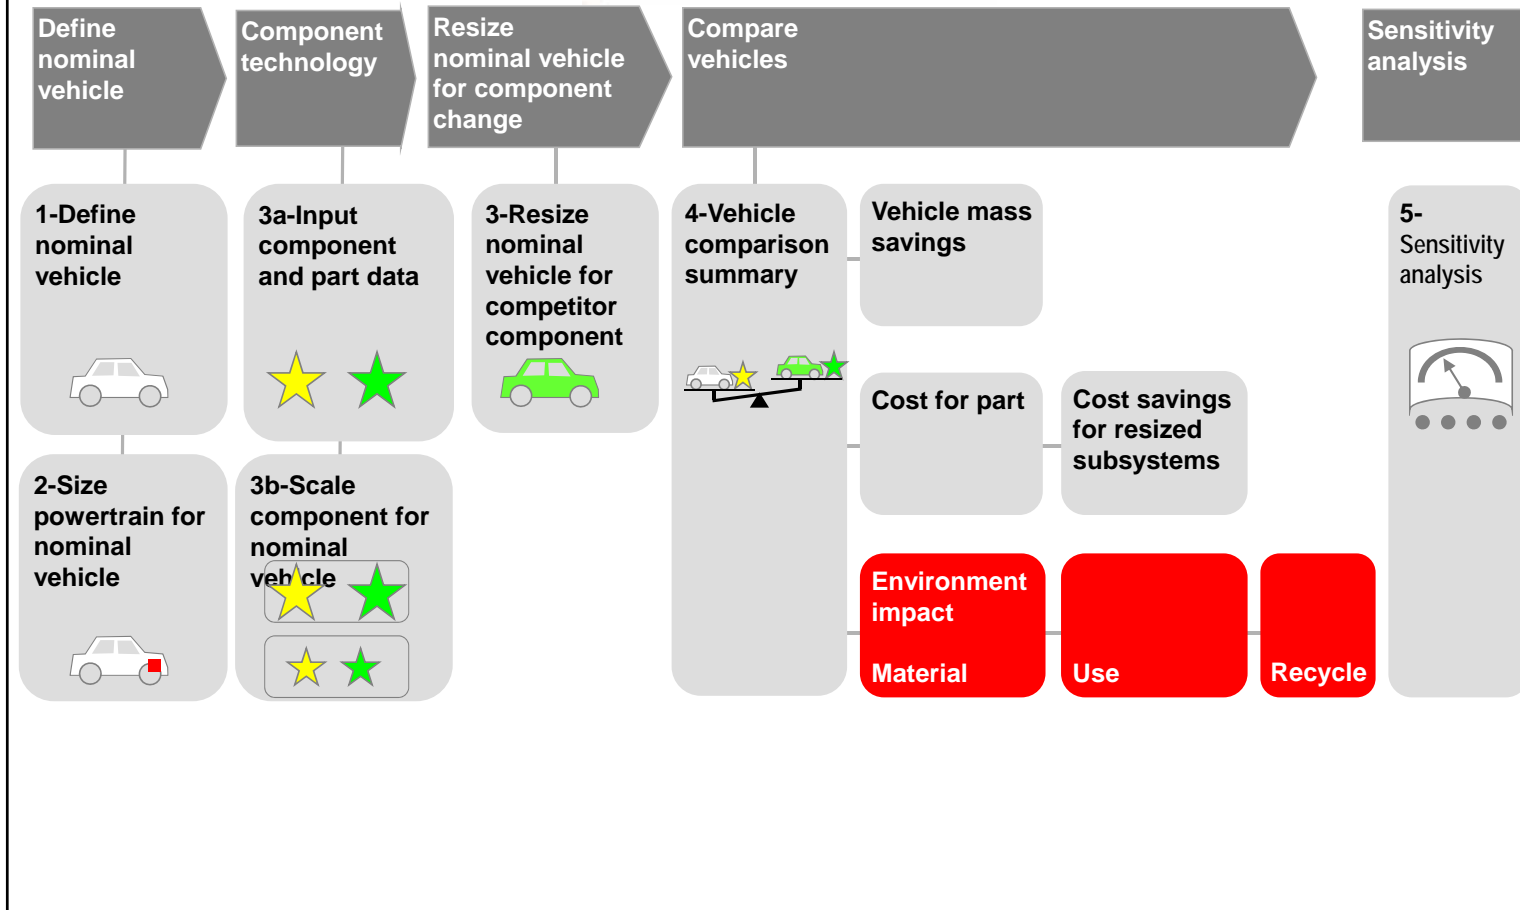 Define
nominal
vehicle
Component
technology
Resize
nominal vehicle
for component
change
Compare
vehicles
Sensitivity
analysis
1-Define
nominal
vehicle
3a-Input
component
and part data
3-Resize
nominal
vehicle for
competitor
component
4-Vehicle
comparison
summary
Vehicle mass
savings
5-
Sensitivity
analysis
Cost for part
Cost savings
for resized
subsystems
2-Size
powertrain for
nominal
vehicle
3b-Scale
component for
nominal
vehicle
Environment
impact
Material
Use
Recycle